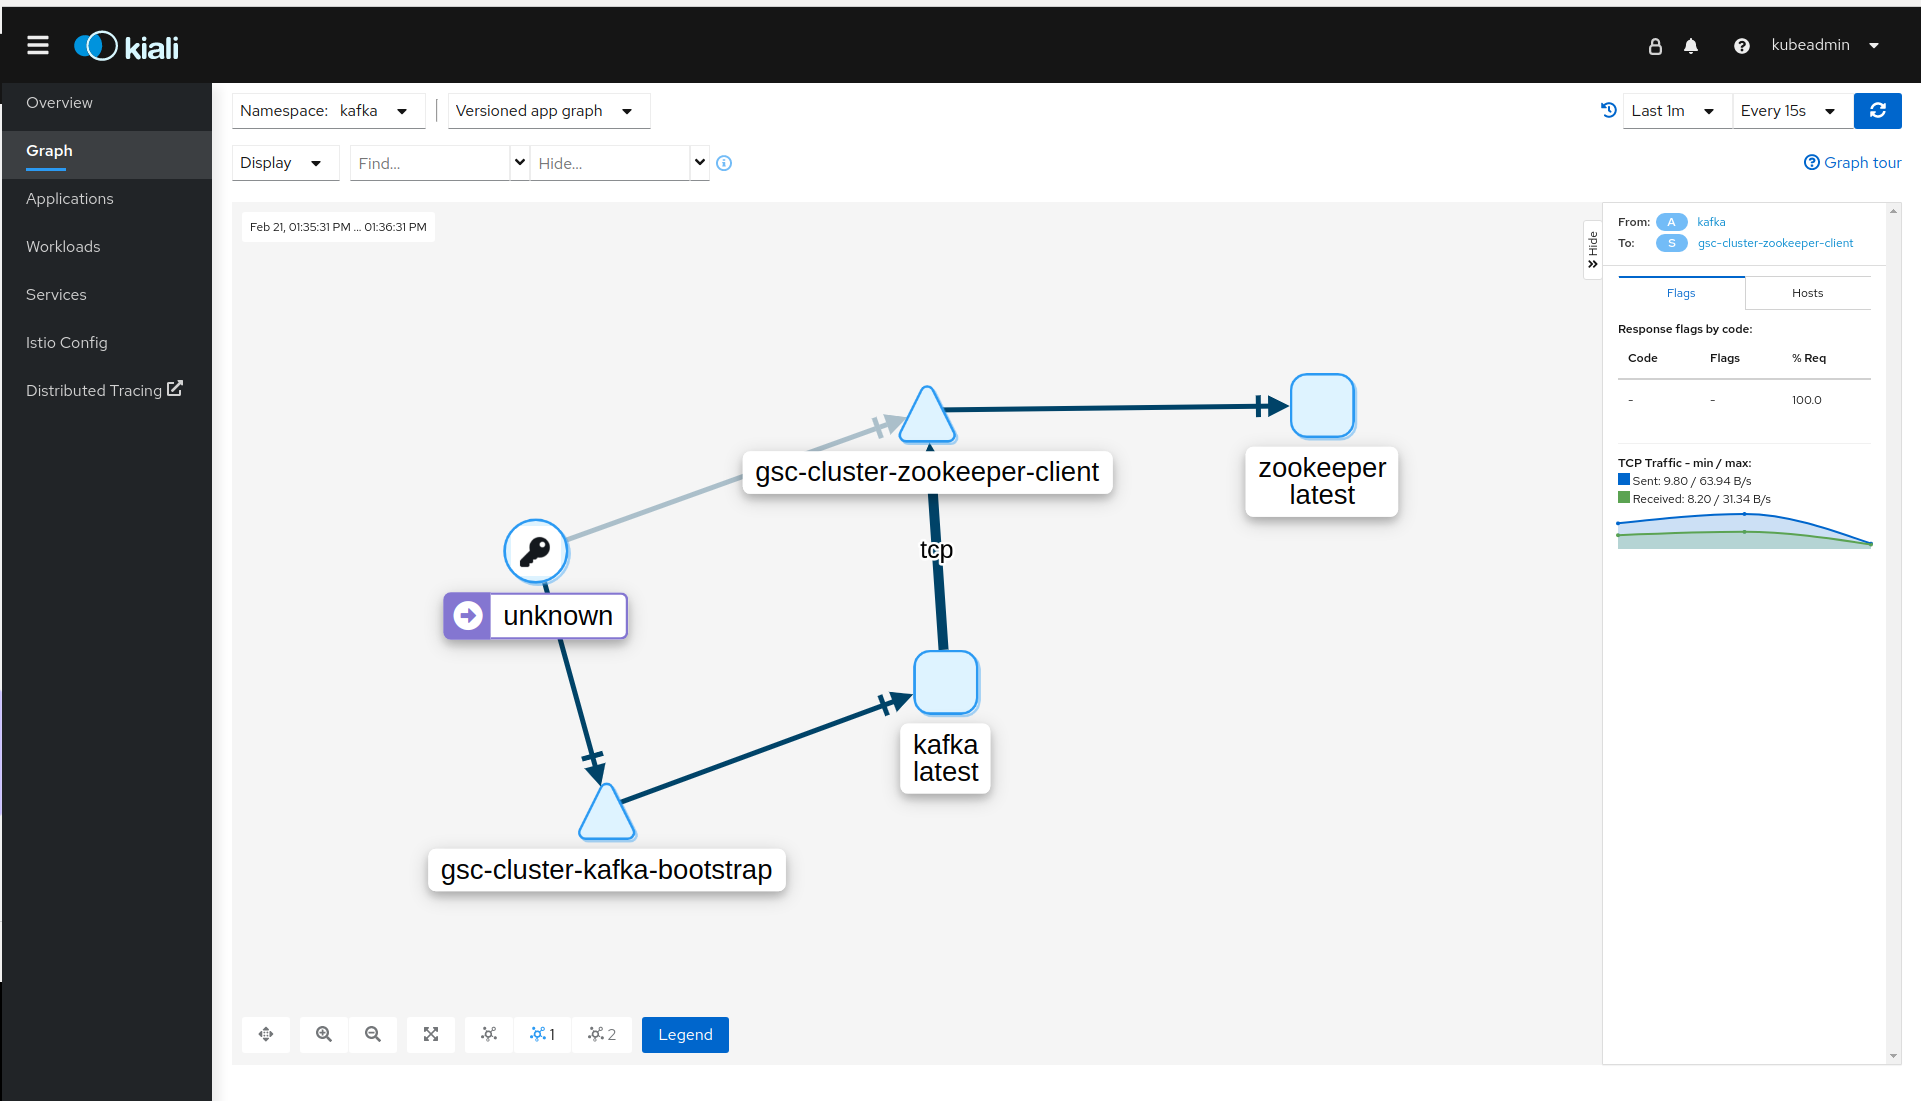 kiali
kubeadmin
Overview
Graph
Applications
Workloads
Services
Istio Config
Distributed Tracing
Namespace: kafka
Versioned app graph
Last 1m
Every 15s
Display
Find...
Hide...
Graph tour
Feb 21, 01:35:31 PM ... 01:36:31 PM
Hide
gsc-cluster-zookeeper-client
zookeeper
latest
tcp
unknown
kafka
latest
gsc-cluster-kafka-bootstrap
1
2
Legend
From: A kafka
To: S gsc-cluster-zookeeper-client
Flags
Hosts
Response flags by code:
Code Flags % Req
- - 100.0
TCP Traffic - min / max:
Sent: 9.80 / 63.94 B/s
Received: 8.20 / 31.34 B/s